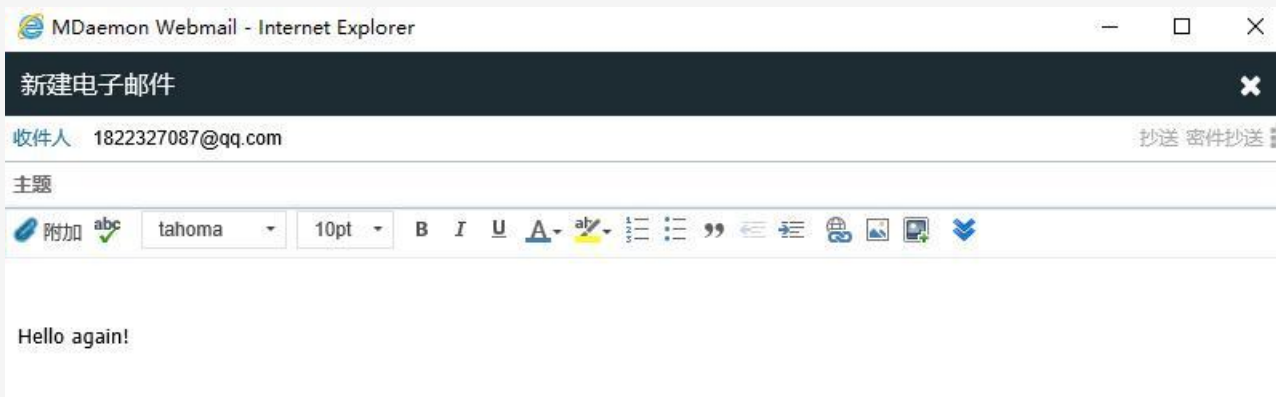 MDaemon Webmail - Internet Explorer
新建电子邮件
收件人 1822327087@qq.com 抄送 密件抄送
主题
附加 abc tahoma 10pt B I U A ab
Hello again!